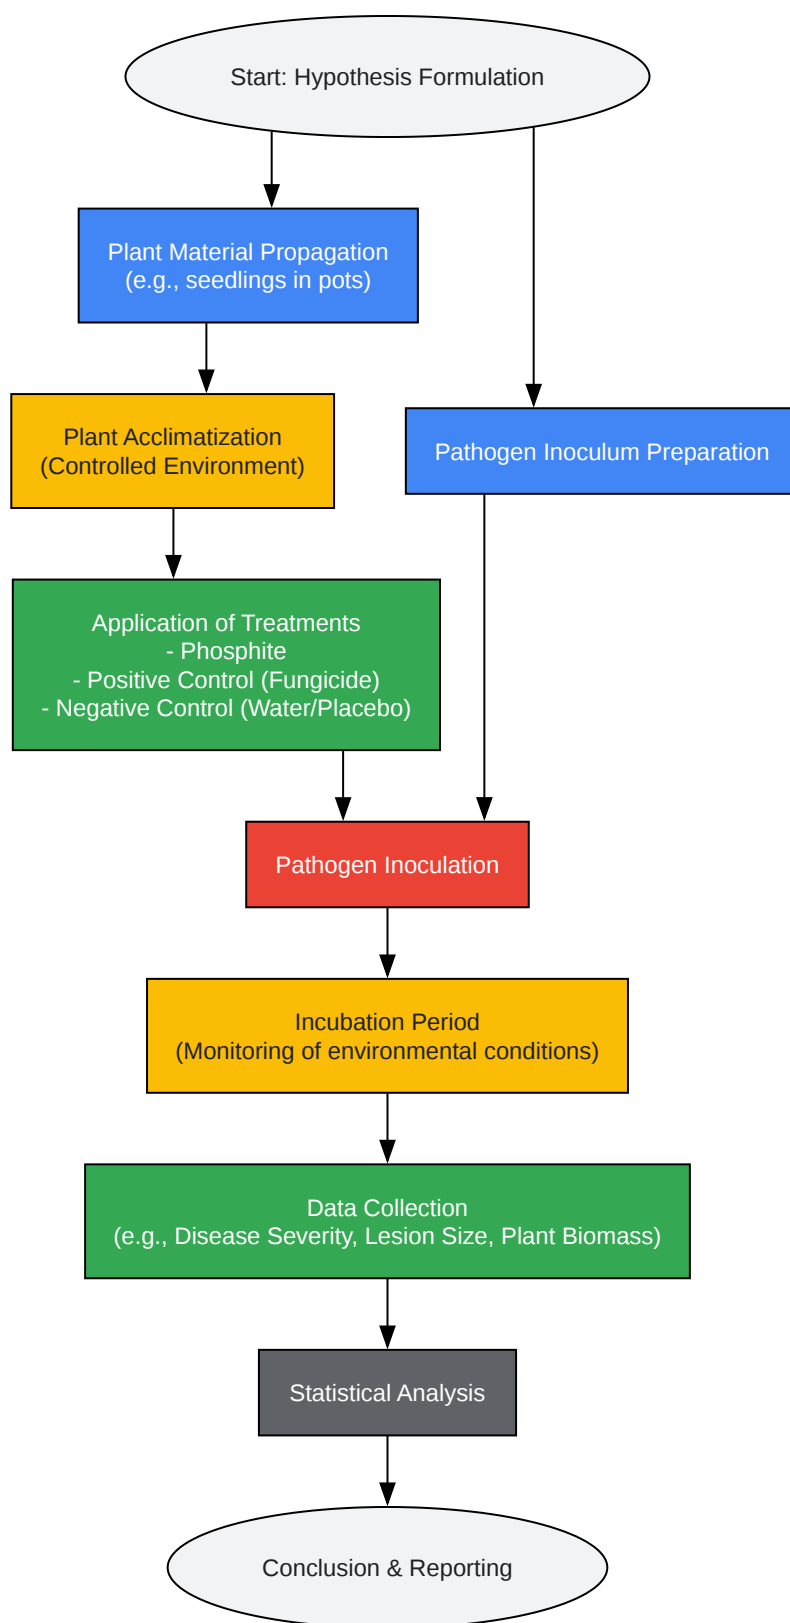 Start: Hypothesis Formulation
Plant Material Propagation
(e.g., seedlings in pots)
Plant Acclimatization
(Controlled Environment)
Pathogen Inoculum Preparation
Application of Treatments
- Phosphite
- Positive Control (Fungicide)
- Negative Control (Water/Placebo)
Pathogen Inoculation
Incubation Period
(Monitoring of environmental conditions)
Data Collection
(e.g., Disease Severity, Lesion Size, Plant Biomass)
Statistical Analysis
Conclusion & Reporting